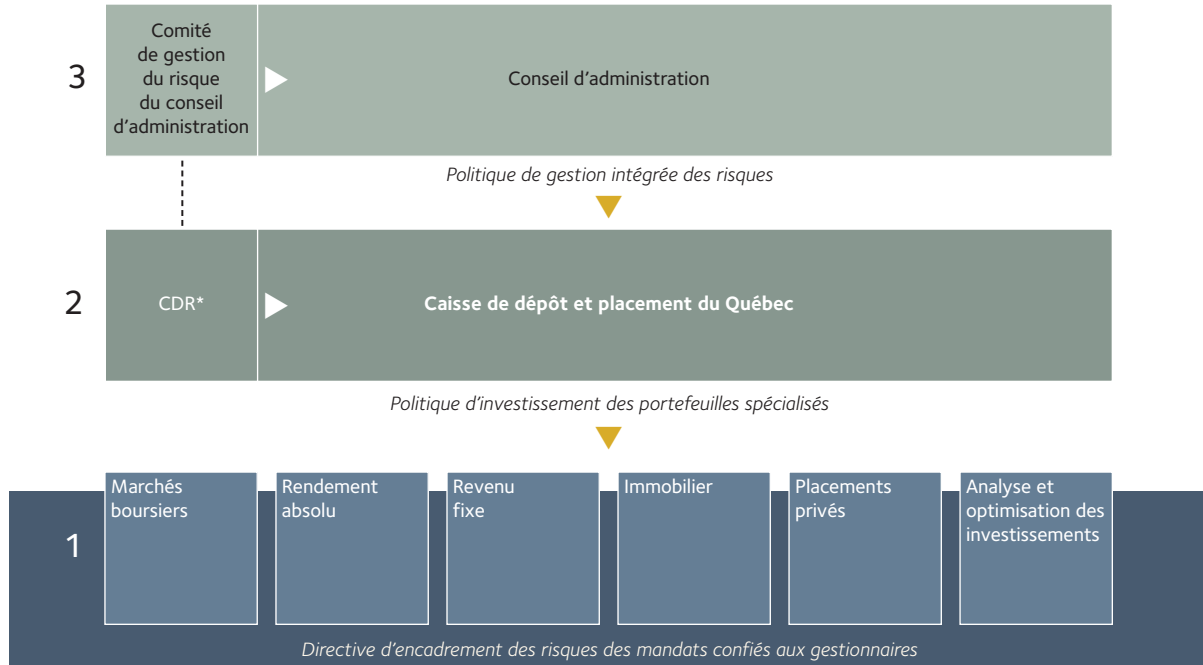 3
Comité
de gestion
du risque
du conseil
d'administration
Conseil d'administration
Politique de gestion intégrée des risques
2
CDR*
Caisse de dépôt et placement du Québec
Politique d'investissement des portefeuilles spécialisés
1
Marchés
boursiers
Rendement
absolu
Revenu
fixe
Immobilier
Placements
privés
Analyse et
optimisation des
investissements
Directive d'encadrement des risques des mandats confiés aux gestionnaires